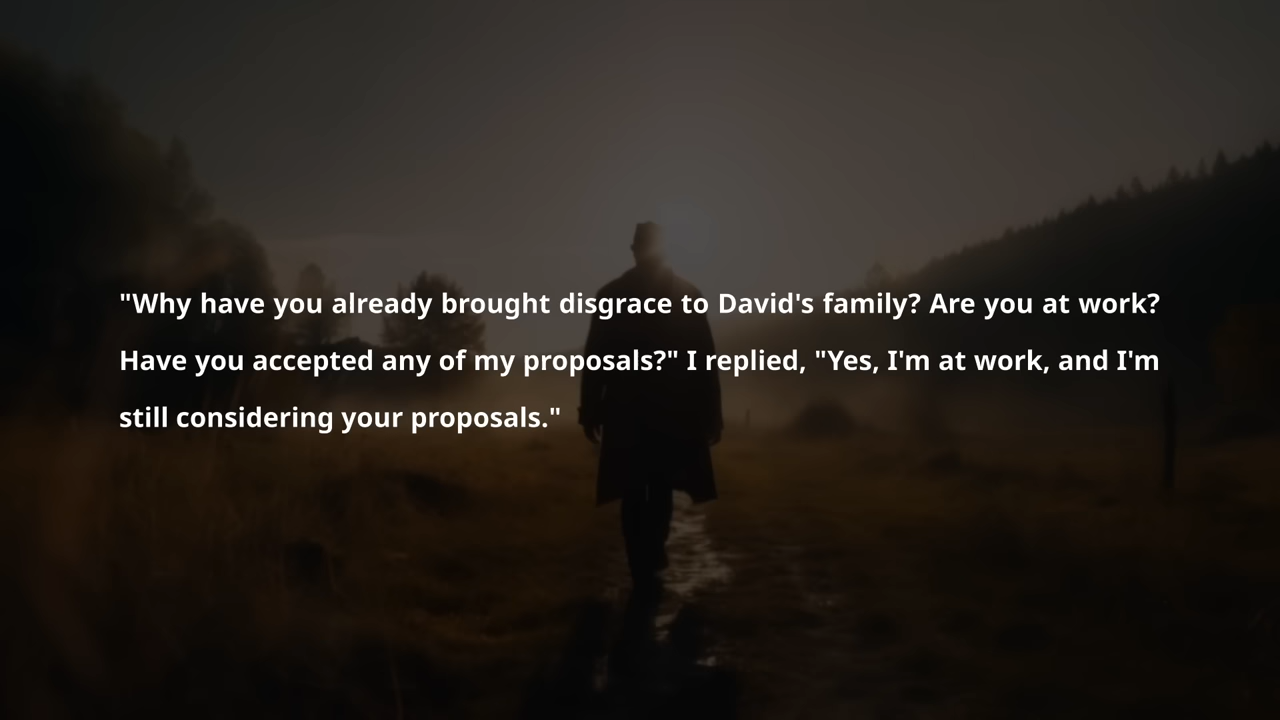 "Why have you already brought disgrace to David's family? Are you at work?
Have you accepted any of my proposals?" I replied, "Yes, I'm at work, and I'm
still considering your proposals."